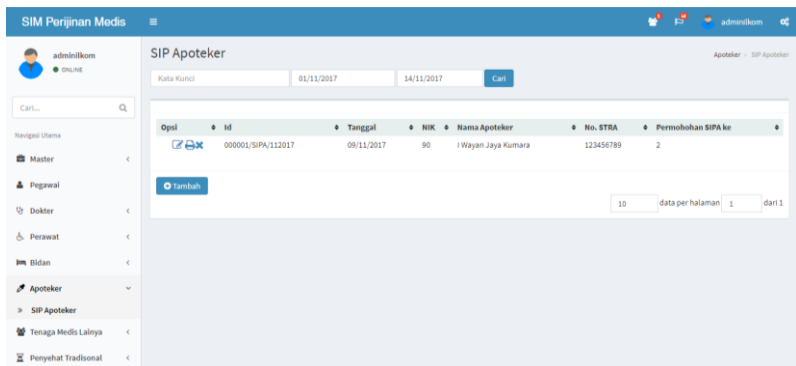 SIM Perijinan Medis
adminilkom
adminilkom
ONLINE
Cari...
Navigasi Utama
Master
Pegawai
Dokter
Perawat
Bidan
Apoteker
SIP Apoteker
Tenaga Medis Lainya
Penyehat Tradisonal
SIP Apoteker
Apoteker > SIP Apoteker
Kata Kunci 01/11/2017 14/11/2017 Cari
Opsi Id Tanggal NIK Nama Apoteker No. STRA Permohohan SIPA ke
000001/SIPA/112017 09/11/2017 90 I Wayan Jaya Kumara 123456789 2
Tambah
10 data per halaman 1 dari 1